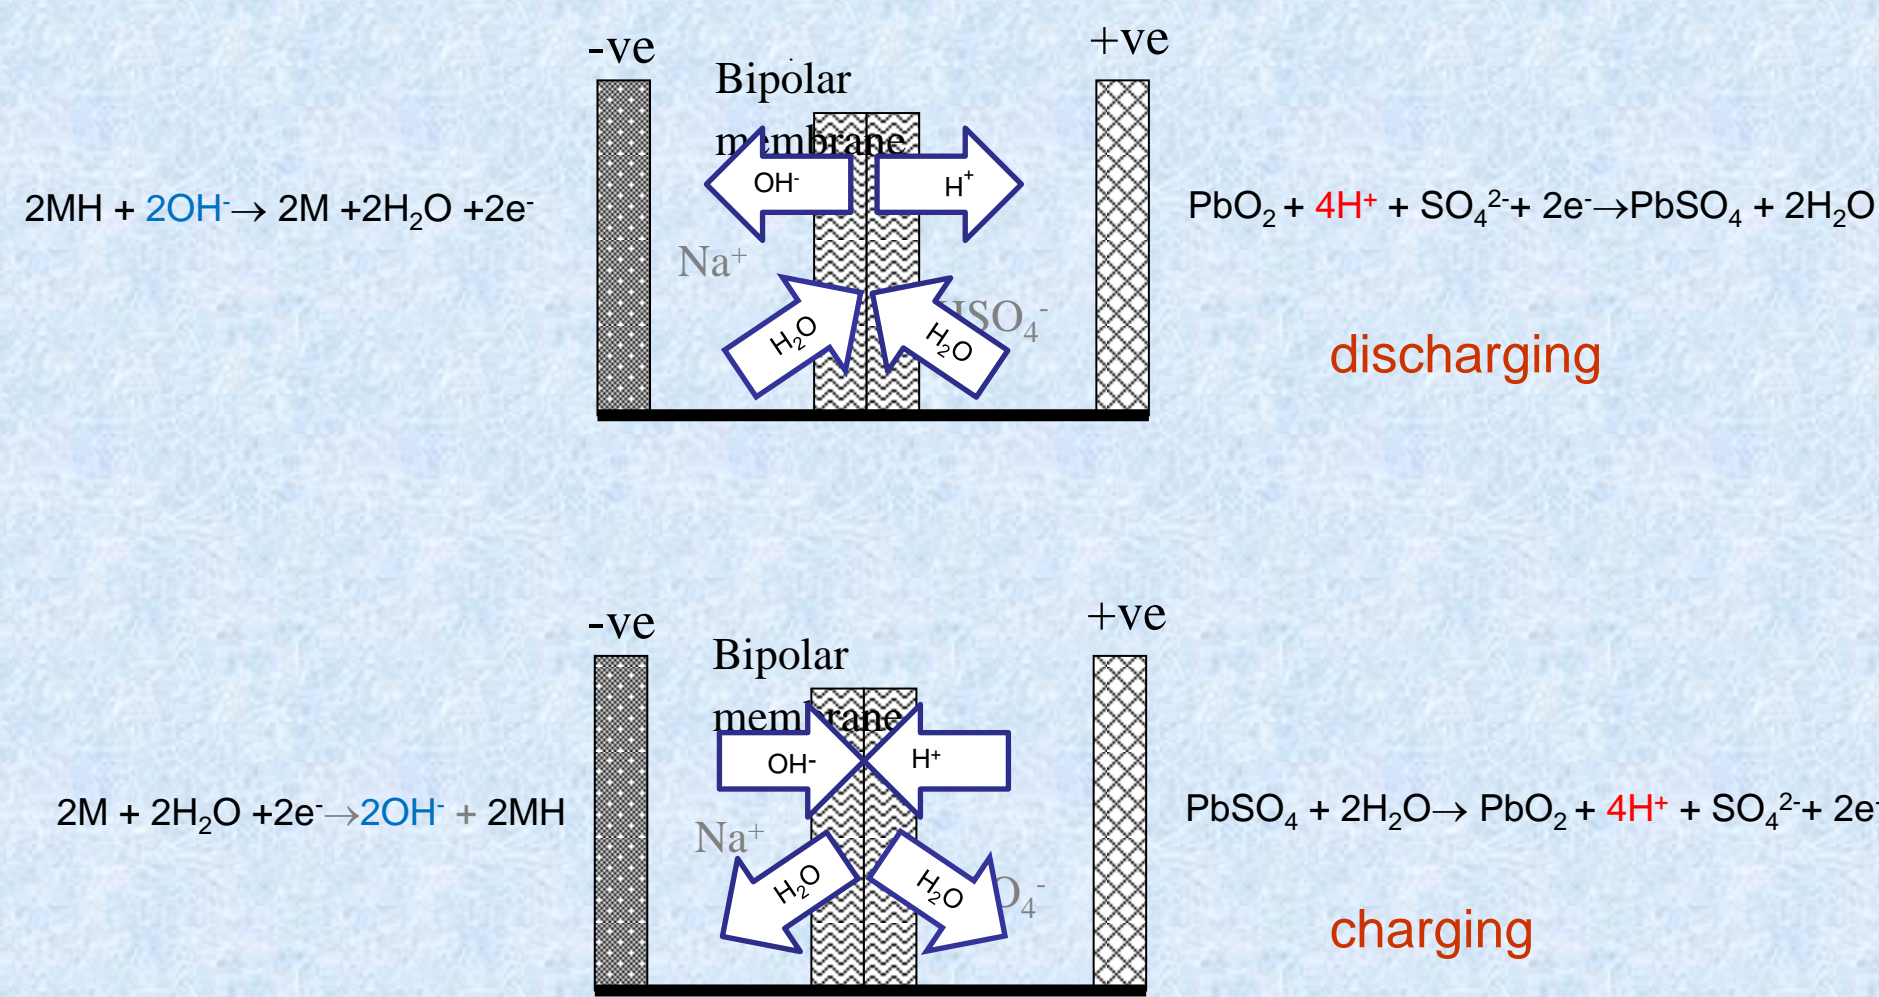 -ve
+ve
Bipolar
membrane
OH⁻
H⁺
2MH + 2OH⁻→ 2M +2H₂O +2e⁻
PbO₂ + 4H⁺ + SO₄²⁻+ 2e⁻→PbSO₄ + 2H₂O
Na⁺
H₂O
H₂O
HSO₄⁻
discharging
-ve
+ve
Bipolar
membrane
OH⁻
H⁺
2M + 2H₂O +2e⁻→2OH⁻ + 2MH
PbSO₄ + 2H₂O→ PbO₂ + 4H⁺ + SO₄²⁻+ 2e⁻
Na⁺
H₂O
H₂O
O₄⁻
charging